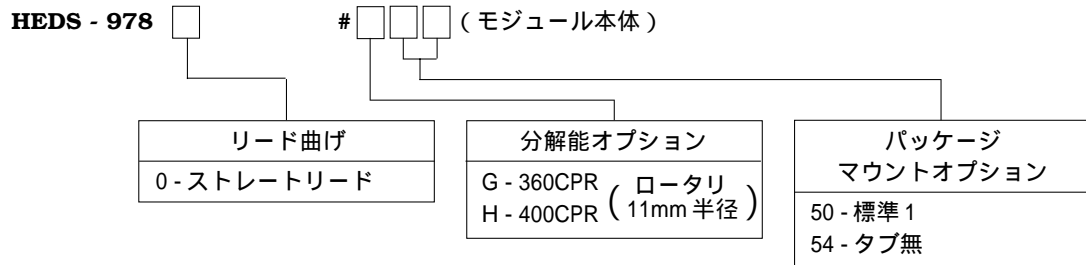 HEDS - 978 □ #□□□ (モジュール本体)
リード曲げ
0 - ストレートリード
分解能オプション
G - 360CPR
H - 400CPR
(ロータリ
11mm 半径)
パッケージ
マウントオプション
50 - 標準 1
54 - タブ無